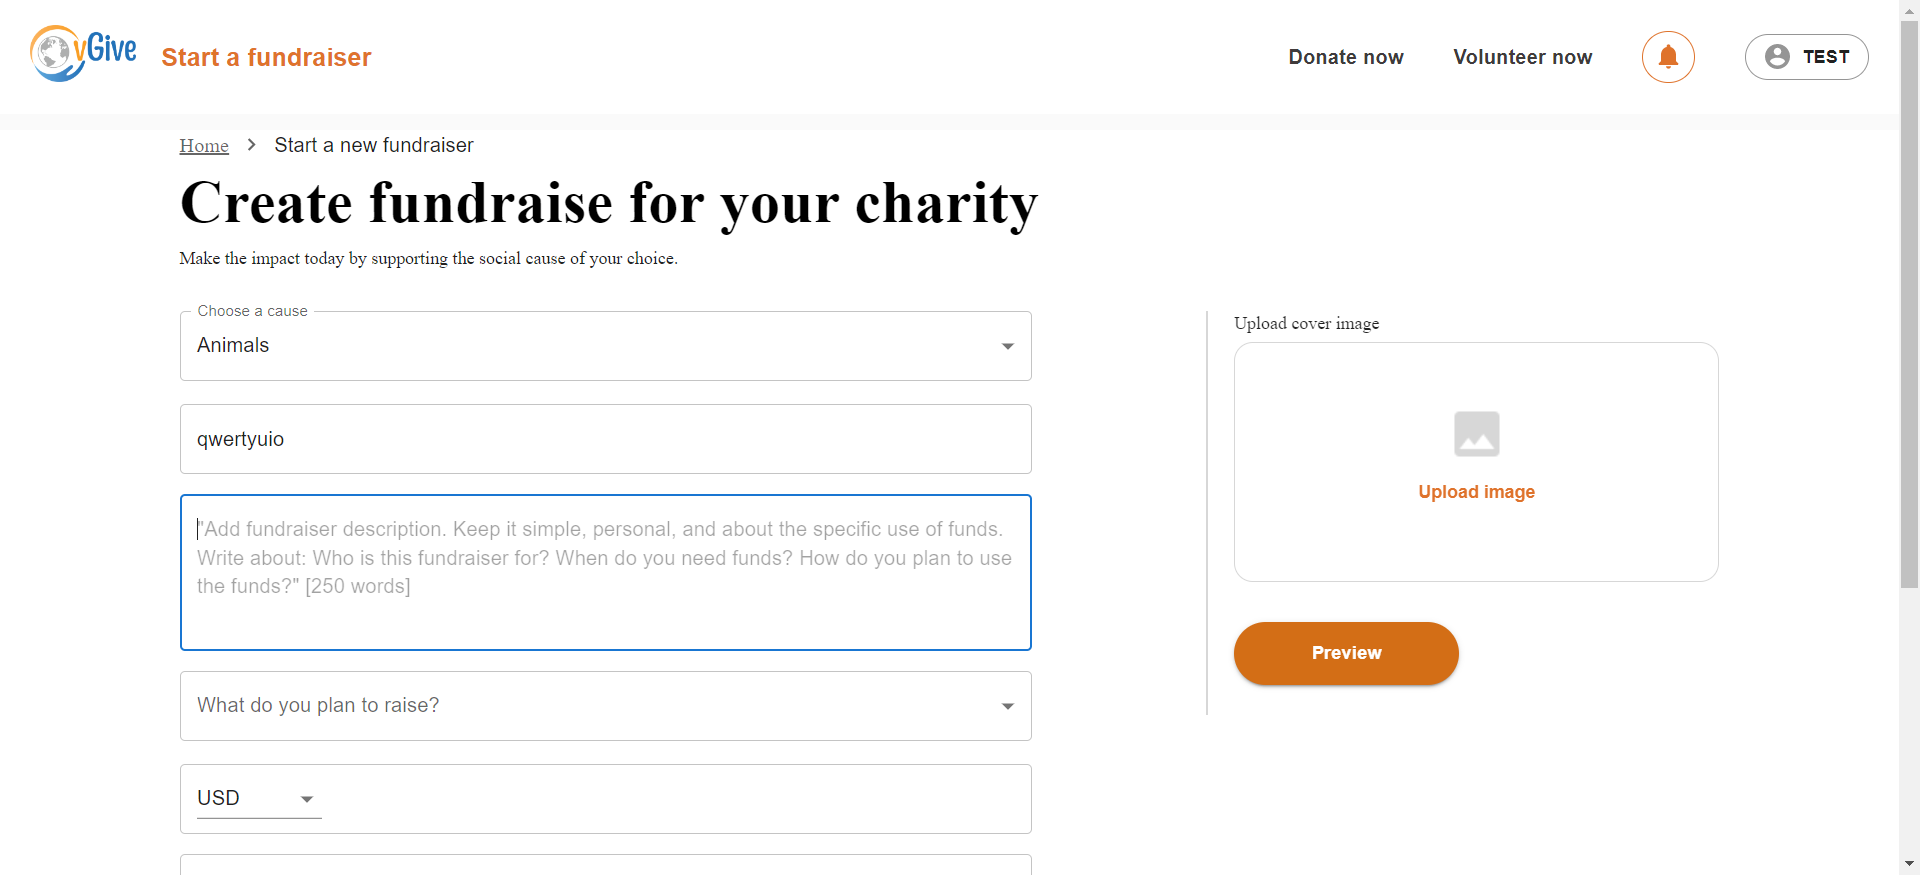 vGive
Start a fundraiser
Donate now
Volunteer now
TEST
Home > Start a new fundraiser
Create fundraise for your charity
Make the impact today by supporting the social cause of your choice.
Choose a cause
Animals
qwertyuio
"Add fundraiser description. Keep it simple, personal, and about the specific use of funds.
Write about: Who is this fundraiser for? When do you need funds? How do you plan to use
the funds?" [250 words]
What do you plan to raise?
USD
Upload cover image
Upload image
Preview